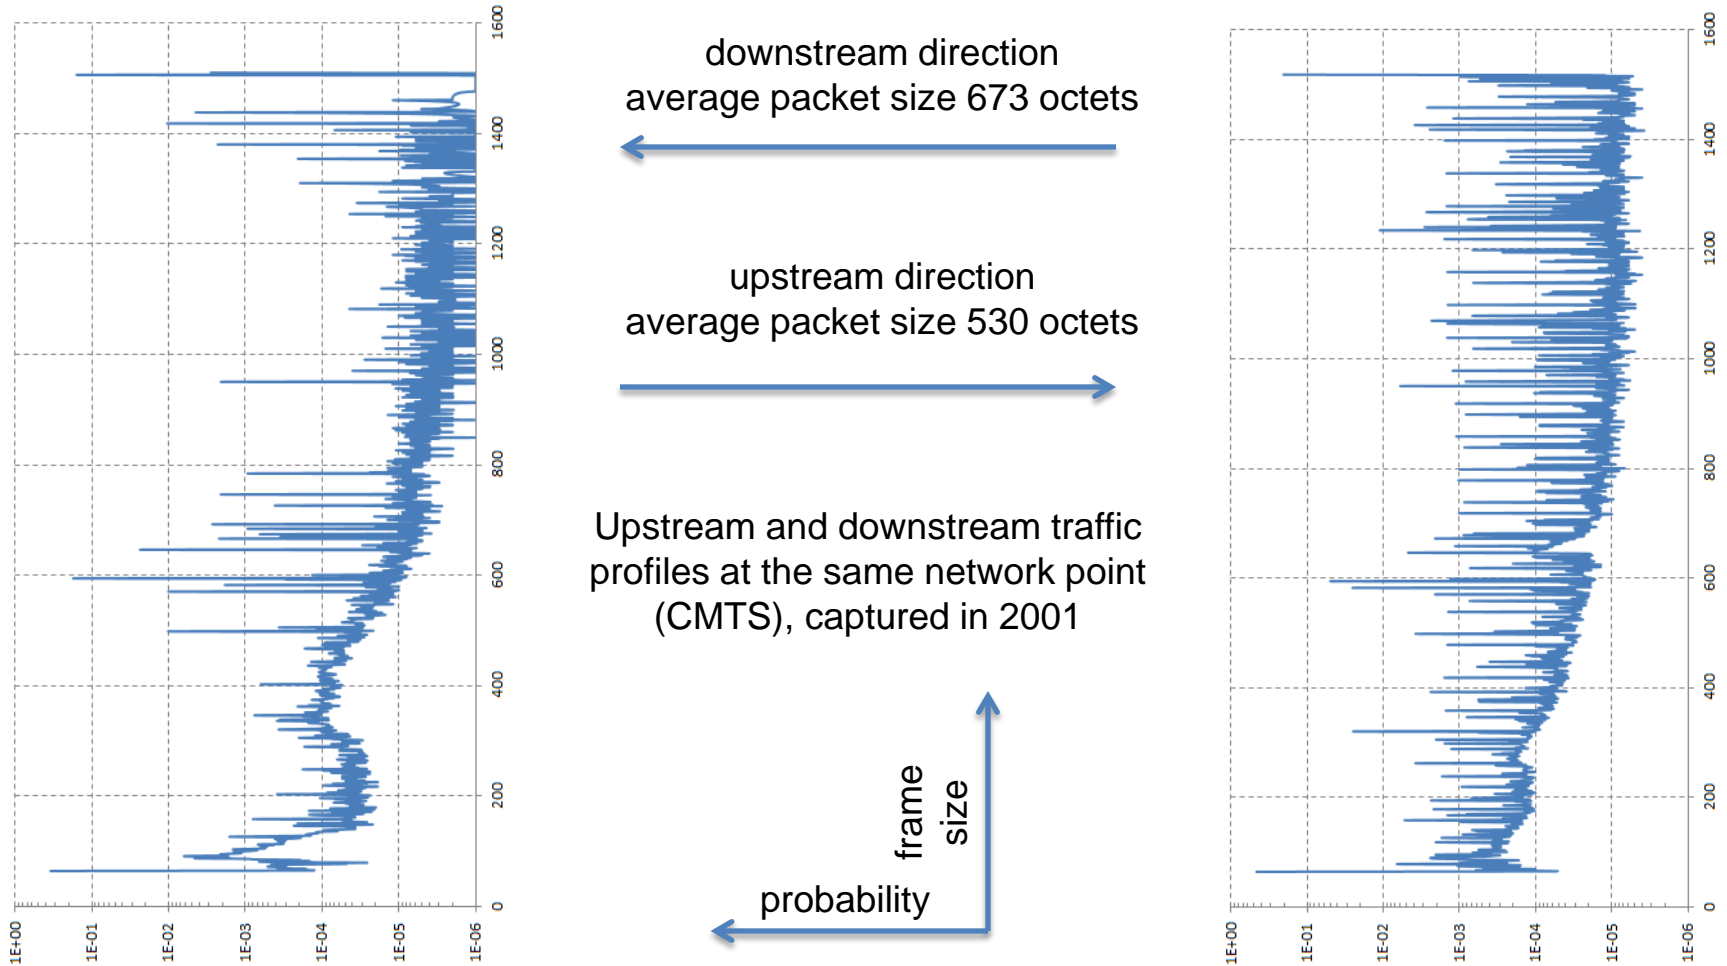 downstream direction
average packet size 673 octets
upstream direction
average packet size 530 octets
Upstream and downstream traffic
profiles at the same network point
(CMTS), captured in 2001
frame
size
probability
1600
1400
1200
1000
800
600
400
200
0
1E+00
1E-01
1E-02
1E-03
1E-04
1E-05
1E-06
1600
1400
1200
1000
800
600
400
200
0
1E+00
1E-01
1E-02
1E-03
1E-04
1E-05
1E-06